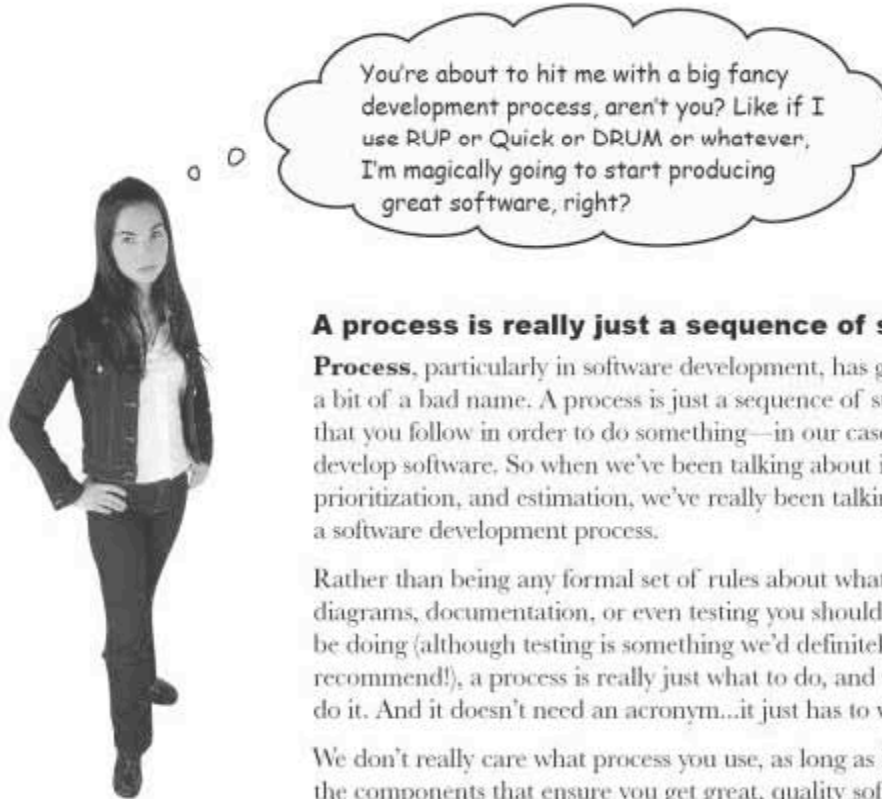 You're about to hit me with a big fancy
development process, aren't you? Like if I
use RUP or Quick or DRUM or whatever,
I'm magically going to start producing
great software, right?
A process is really just a sequence of
Process, particularly in software development, has
a bit of a bad name. A process is just a sequence of
that you follow in order to do something—in our case
develop software. So when we've been talking about
prioritization, and estimation, we've really been
a software development process.
Rather than being any formal set of rules about what
diagrams, documentation, or even testing you should
be doing (although testing is something we'd
recommend!), a process is really just what to do, and
do it. And it doesn't need an acronym...it just has to
We don't really care what process you use, as long as
the components that ensure you get great, quality